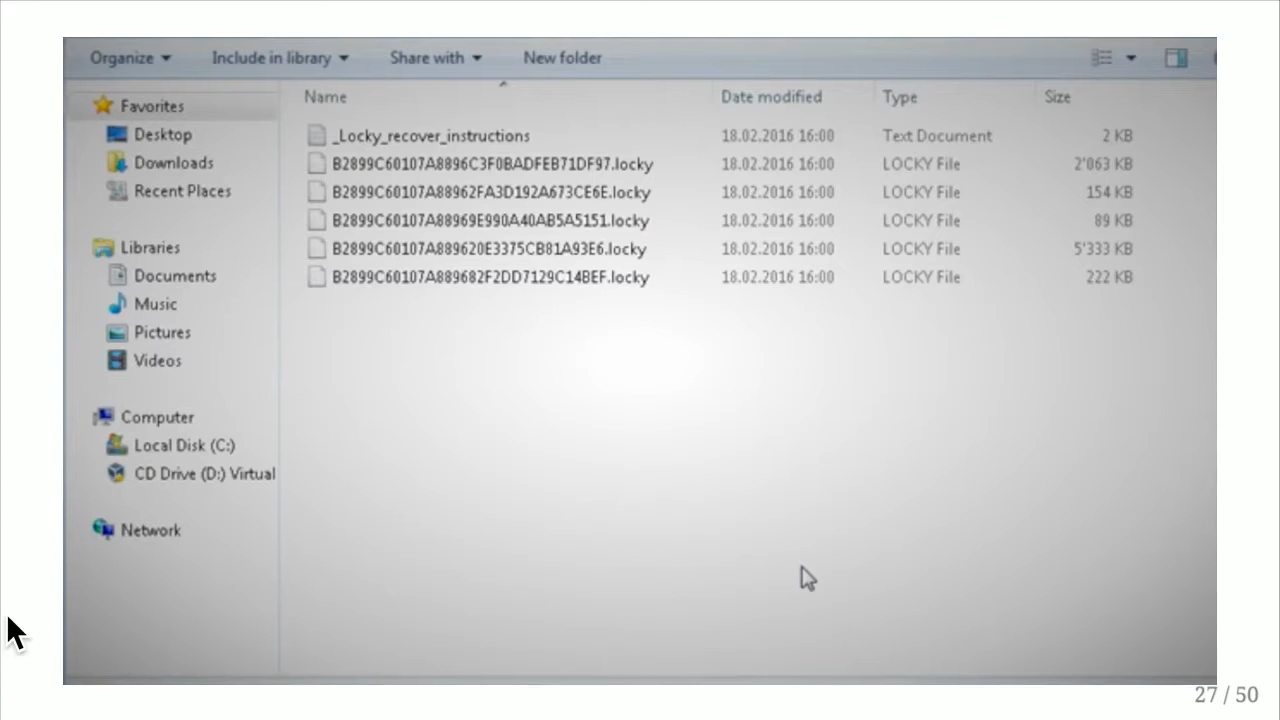 Organize Include in library Share with New folder
Name Date modified Type Size
Favorites
Desktop
Downloads
Recent Places
Libraries
Documents
Music
Pictures
Videos
Computer
Local Disk (C:)
CD Drive (D:) Virtual
Network
_Locky_recover_instructions 18.02.2016 16:00 Text Document 2 KB
B2899C60107A8896C3F0BADFEB71DF97.locky 18.02.2016 16:00 LOCKY File 2'063 KB
B2899C60107A88962FA3D192A673CE6E.locky 18.02.2016 16:00 LOCKY File 154 KB
B2899C60107A88969E990A40AB5A5151.locky 18.02.2016 16:00 LOCKY File 89 KB
B2899C60107A889620E3375CB81A93E6.locky 18.02.2016 16:00 LOCKY File 5'333 KB
B2899C60107A889682F2DD7129C14BEF.locky 18.02.2016 16:00 LOCKY File 222 KB
27 / 50